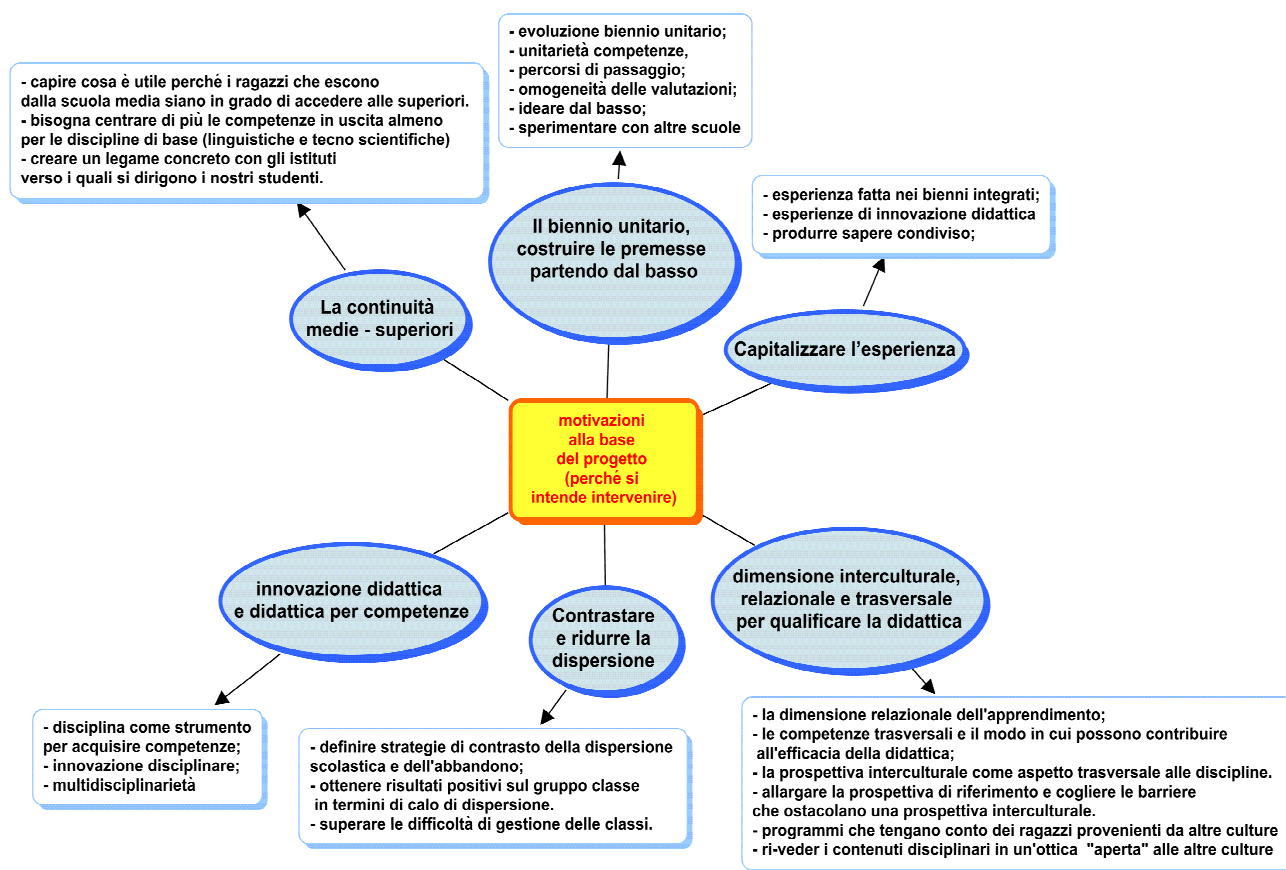 - evoluzione biennio unitario;
- unitarietà competenze,
- percorsi di passaggio;
- omogeneità delle valutazioni;
- ideare dal basso;
- sperimentare con altre scuole
- capire cosa è utile perché i ragazzi che escono
dalla scuola media siano in grado di accedere alle superiori.
- bisogna centrare di più le competenze in uscita almeno
per le discipline di base (linguistiche e tecno scientifiche)
- creare un legame concreto con gli istituti
verso i quali si dirigono i nostri studenti.
- esperienza fatta nei bienni integrati;
- esperienze di innovazione didattica
- produrre sapere condiviso;
Il biennio unitario,
costruire le premesse
partendo dal basso
La continuità
medie - superiori
Capitalizzare l'esperienza
motivazioni
alla base
del progetto
(perché si
intende intervenire)
innovazione didattica
e didattica per competenze
Contrastare
e ridurre la
dispersione
dimensione interculturale,
relazionale e trasversale
per qualificare la didattica
- disciplina come strumento
per acquisire competenze;
- innovazione disciplinare;
- multidisciplinarietà
- definire strategie di contrasto della dispersione
scolastica e dell'abbandono;
- ottenere risultati positivi sul gruppo classe
in termini di calo di dispersione.
- superare le difficoltà di gestione delle classi.
- la dimensione relazionale dell'apprendimento;
- le competenze trasversali e il modo in cui possono contribuire
all'efficacia della didattica;
- la prospettiva interculturale come aspetto trasversale alle discipline.
- allargare la prospettiva di riferimento e cogliere le barriere
che ostacolano una prospettiva interculturale.
- programmi che tengano conto dei ragazzi provenienti da altre culture
- ri-veder i contenuti disciplinari in un'ottica "aperta" alle altre culture